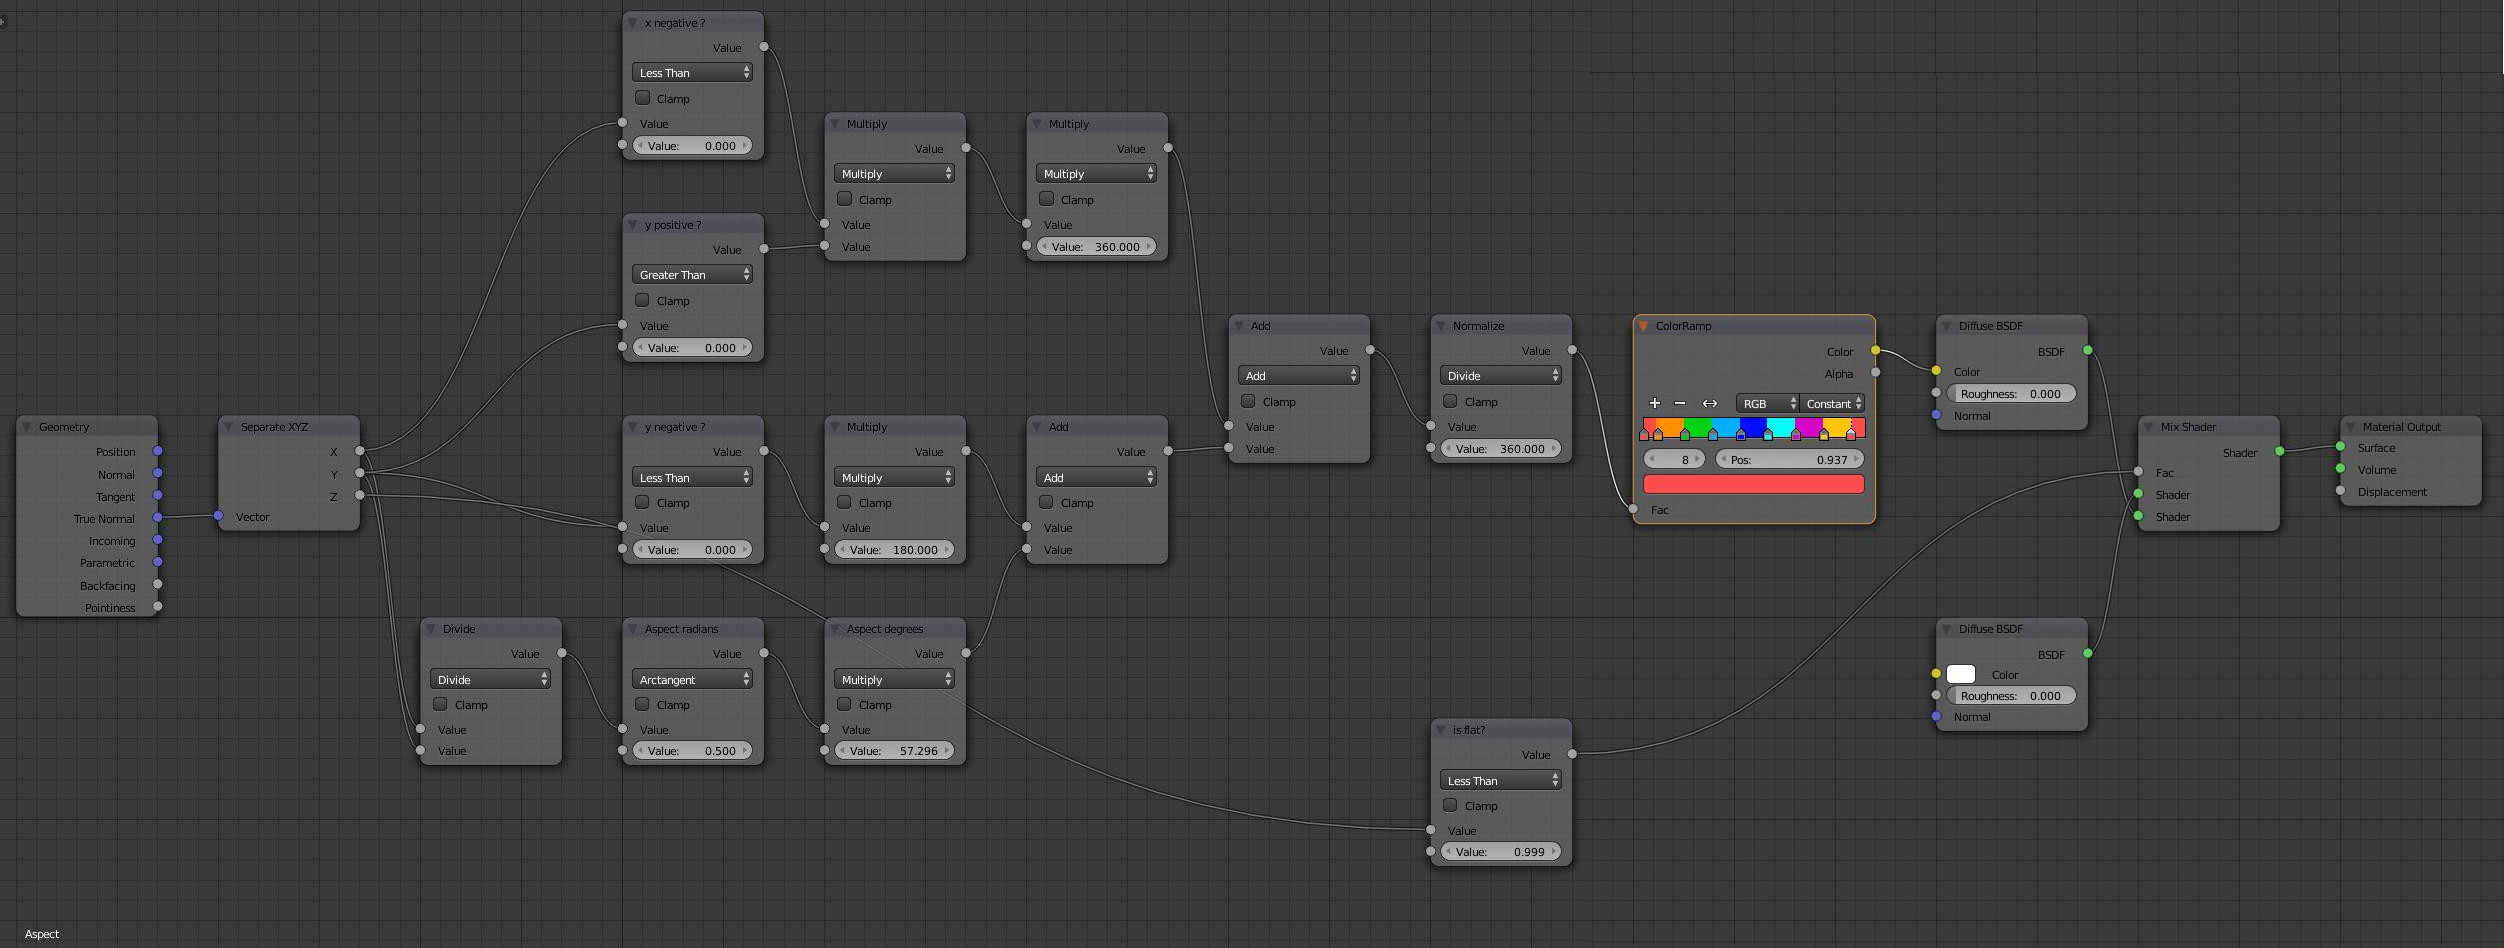 x negative ?
Value
Less Than
Clamp
Value
Value: 0.000
Multiply
Value
Multiply
Clamp
Value
Value
Multiply
Value
Multiply
Clamp
Value
Value: 360.000
y positive ?
Value
Greater Than
Clamp
Value
Value: 0.000
Add
Value
Add
Clamp
Value
Value
Normalize
Value
Divide
Clamp
Value
Value: 360.000
ColorRamp
Color
Alpha
RGB
Constant
8
Pos: 0.937
Fac
Diffuse BSDF
BSDF
Color
Roughness: 0.000
Normal
Geometry
Position
Normal
Tangent
True Normal
Incoming
Parametric
Backfacing
Pointiness
Separate XYZ
X
Y
Z
Vector
y negative ?
Value
Less Than
Clamp
Value
Value: 0.000
Multiply
Value
Multiply
Clamp
Value
Value: 180.000
Add
Value
Add
Clamp
Value
Value
Mix Shader
Shader
Fac
Shader
Shader
Material Output
Surface
Volume
Displacement
Divide
Value
Divide
Clamp
Value
Value
Aspect radians
Value
Arctangent
Clamp
Value
Value: 0.500
Aspect degrees
Value
Multiply
Clamp
Value
Value: 57.296
Diffuse BSDF
BSDF
Color
Roughness: 0.000
Normal
is flat?
Value
Less Than
Clamp
Value
Value: 0.999
Aspect